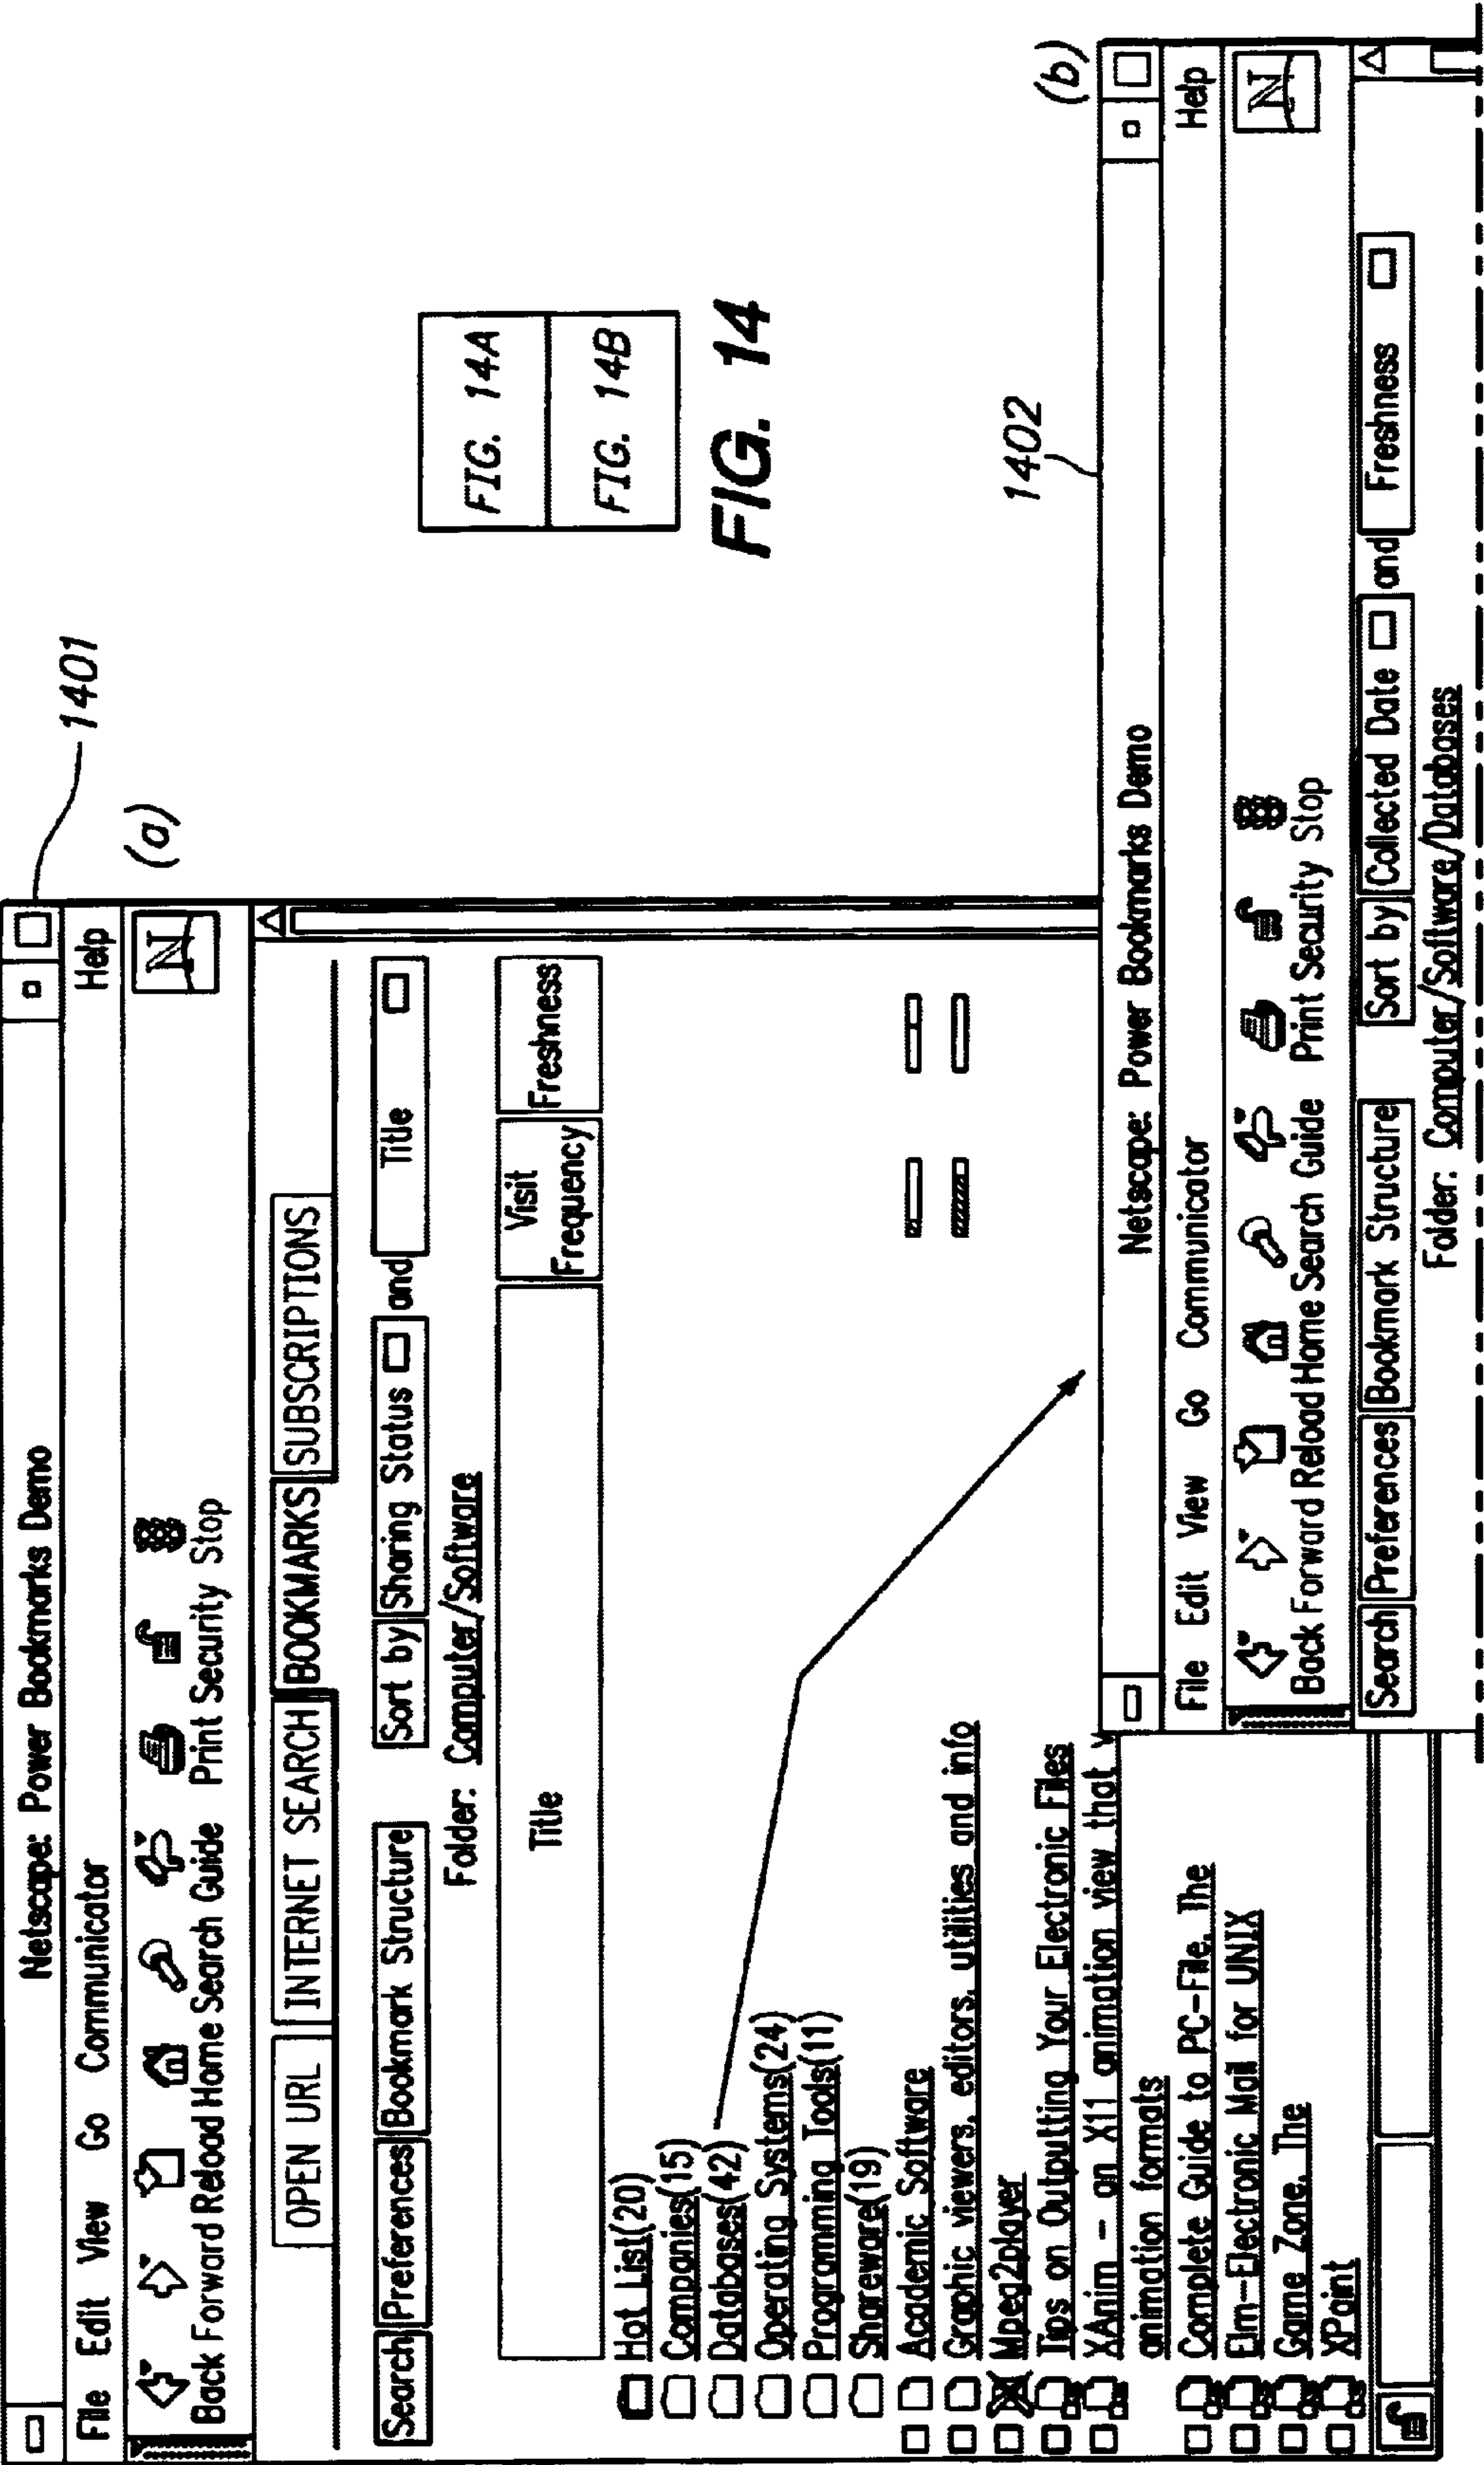 1401
Netscape: Power Bookmarks Demo
(a)
File Edit View Go Communicator Help
N
Back Forward Reload Home Search Guide Print Security Stop
OPEN URL INTERNET SEARCH BOOKMARKS SUBSCRIPTIONS
Search Preferences Bookmark Structure Sort by Sharing Status and Title
Folder: Computer/Software
Title Visit Frequency Freshness
Hot List(20)
Companies(15)
Databases(42)
Operating Systems(24)
Programming Tools(11)
Shareware(19)
Academic Software
Graphic viewers, editors, utilities and info
Mpeg2player
Tips on Outputting Your Electronic Files
XAnim - an X11 animation view that
animation formats
Complete Guide to PC-File, The
Elm-Electronic Mail for UNIX
Game Zone, The
XPaint
FIG. 14A
FIG. 14B
FIG. 14
1402
(b)
Netscape: Power Bookmarks Demo
File Edit View Go Communicator Help
N
Back Forward Reload Home Search Guide Print Security Stop
Search Preferences Bookmark Structure Sort by Collected Date and Freshness
Folder: Computer/Software/Databases